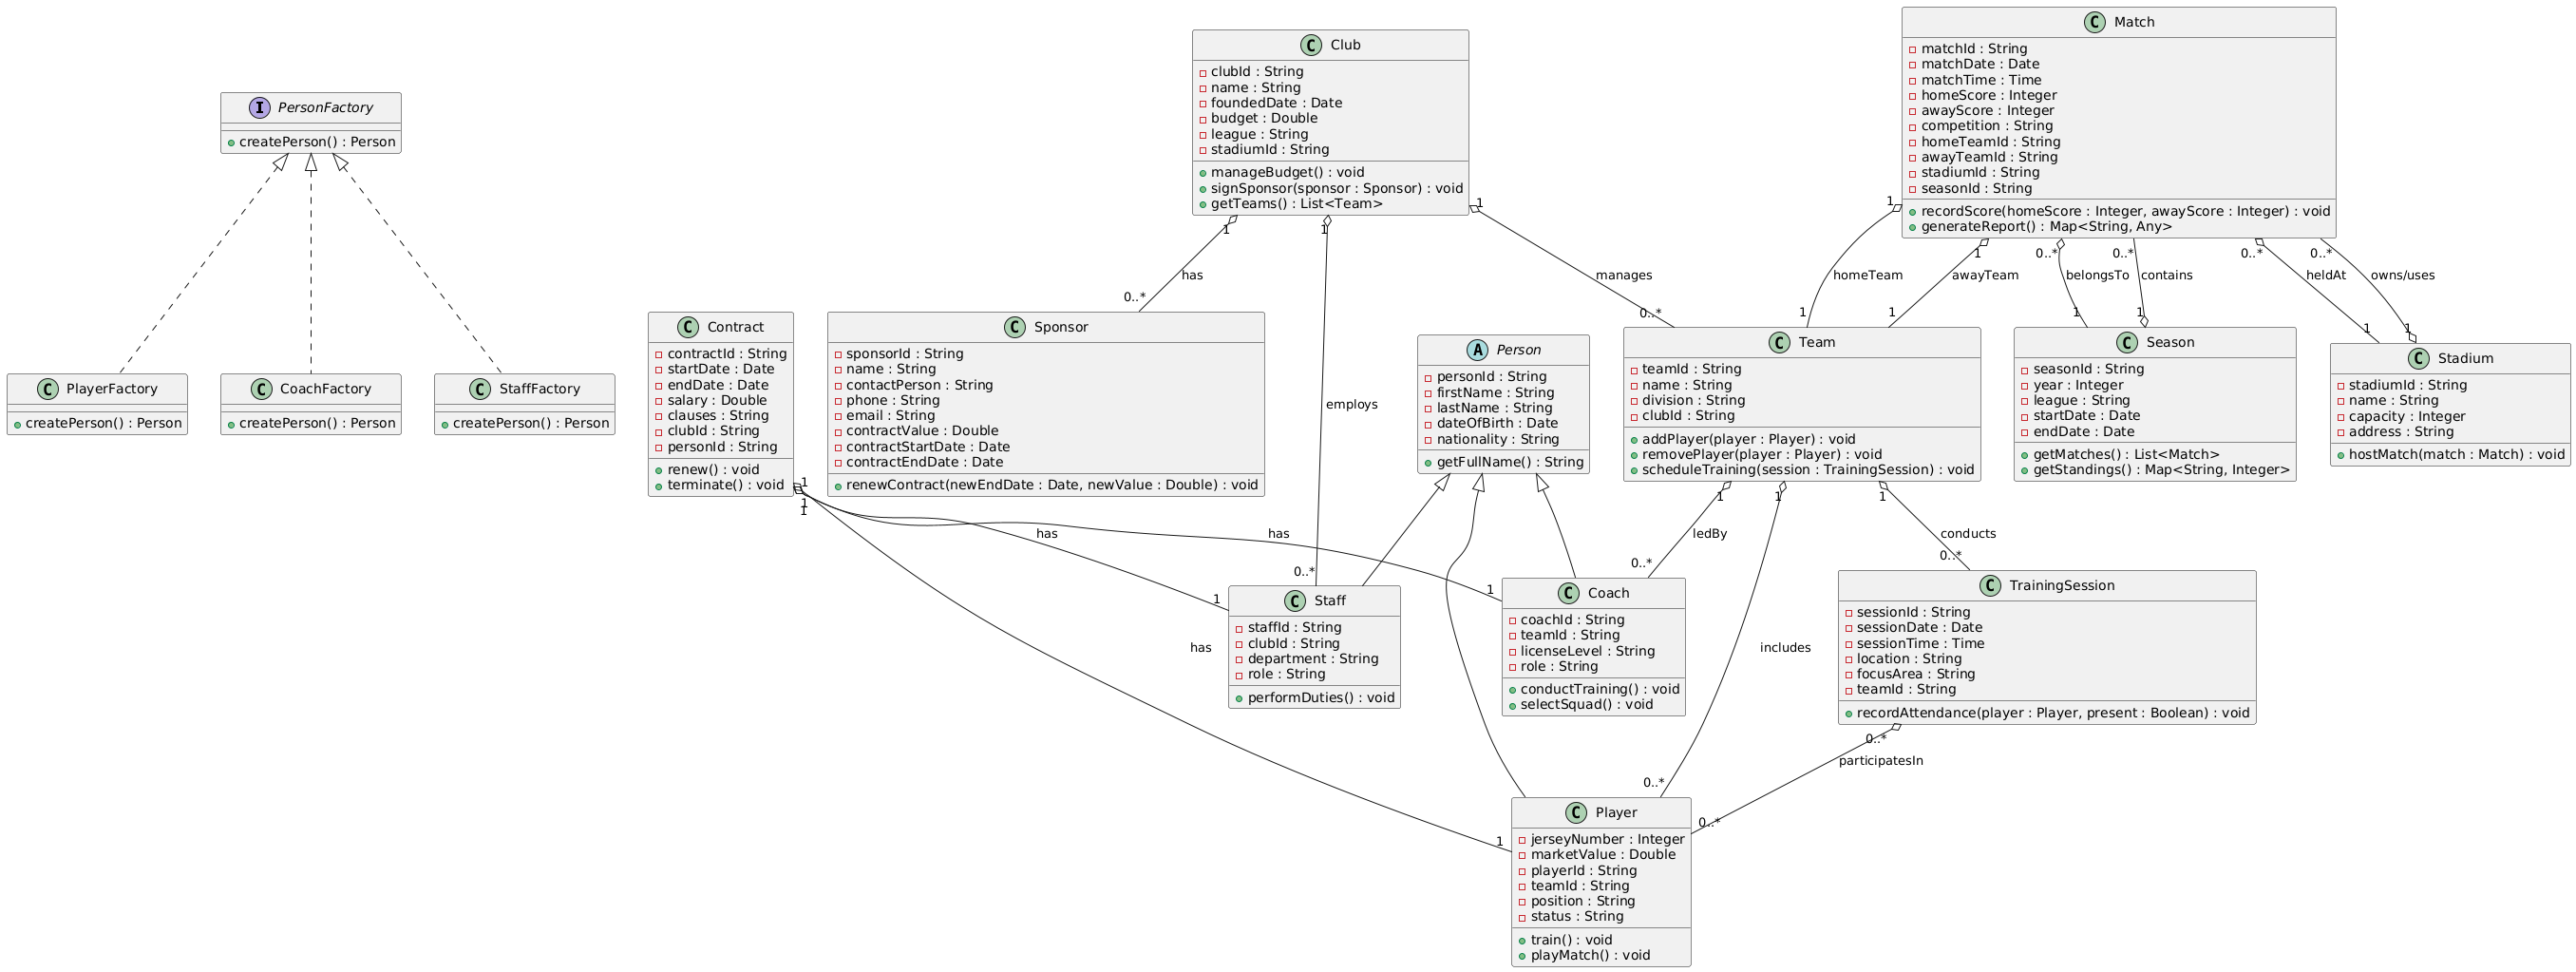 I PersonFactory
createPerson() : Person
C PlayerFactory
createPerson() : Person
C CoachFactory
createPerson() : Person
C StaffFactory
createPerson() : Person
C Club
clubId : String
name : String
foundedDate : Date
budget : Double
league : String
stadiumId : String
manageBudget() : void
signSponsor(sponsor : Sponsor) : void
getTeams() : List<Team>
1
1
1
has
employs
manages
0..*
0..*
0..*
C Match
matchId : String
matchDate : Date
matchTime : Time
homeScore : Integer
awayScore : Integer
competition : String
homeTeamId : String
awayTeamId : String
stadiumId : String
seasonId : String
recordScore(homeScore : Integer, awayScore : Integer) : void
generateReport() : Map<String, Any>
1
1
0..*
0..*
0..*
0..*
homeTeam
awayTeam
belongsTo
contains
heldAt
owns/uses
1
1
1
1
1
1
C Contract
contractId : String
startDate : Date
endDate : Date
salary : Double
clauses : String
clubId : String
personId : String
renew() : void
terminate() : void
1
1
1
has
has
has
1
1
1
C Sponsor
sponsorId : String
name : String
contactPerson : String
phone : String
email : String
contractValue : Double
contractStartDate : Date
contractEndDate : Date
renewContract(newEndDate : Date, newValue : Double) : void
A Person
personId : String
firstName : String
lastName : String
dateOfBirth : Date
nationality : String
getFullName() : String
C Team
teamId : String
name : String
division : String
clubId : String
addPlayer(player : Player) : void
removePlayer(player : Player) : void
scheduleTraining(session : TrainingSession) : void
1
1
1
ledBy
includes
conducts
0..*
0..*
0..*
C Season
seasonId : String
year : Integer
league : String
startDate : Date
endDate : Date
getMatches() : List<Match>
getStandings() : Map<String, Integer>
C Stadium
stadiumId : String
name : String
capacity : Integer
address : String
hostMatch(match : Match) : void
C Staff
staffId : String
clubId : String
department : String
role : String
performDuties() : void
C Coach
coachId : String
teamId : String
licenseLevel : String
role : String
conductTraining() : void
selectSquad() : void
C TrainingSession
sessionId : String
sessionDate : Date
sessionTime : Time
location : String
focusArea : String
teamId : String
recordAttendance(player : Player, present : Boolean) : void
0..*
participatesIn
0..*
C Player
jerseyNumber : Integer
marketValue : Double
playerId : String
teamId : String
position : String
status : String
train() : void
playMatch() : void